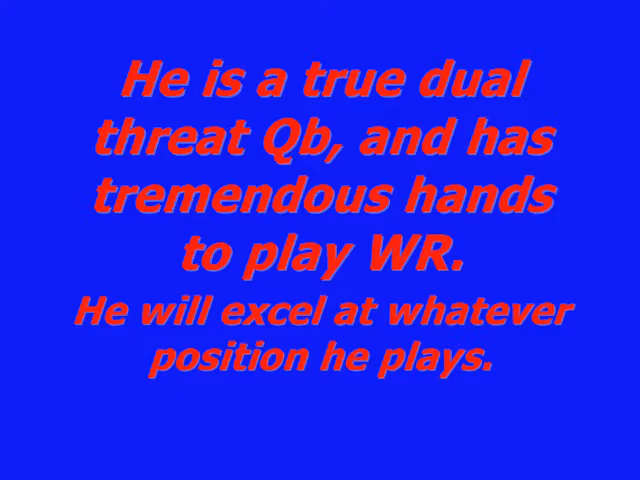 He is a true dual
threat Qb, and has
tremendous hands
to play WR.
He will excel at whatever
position he plays.